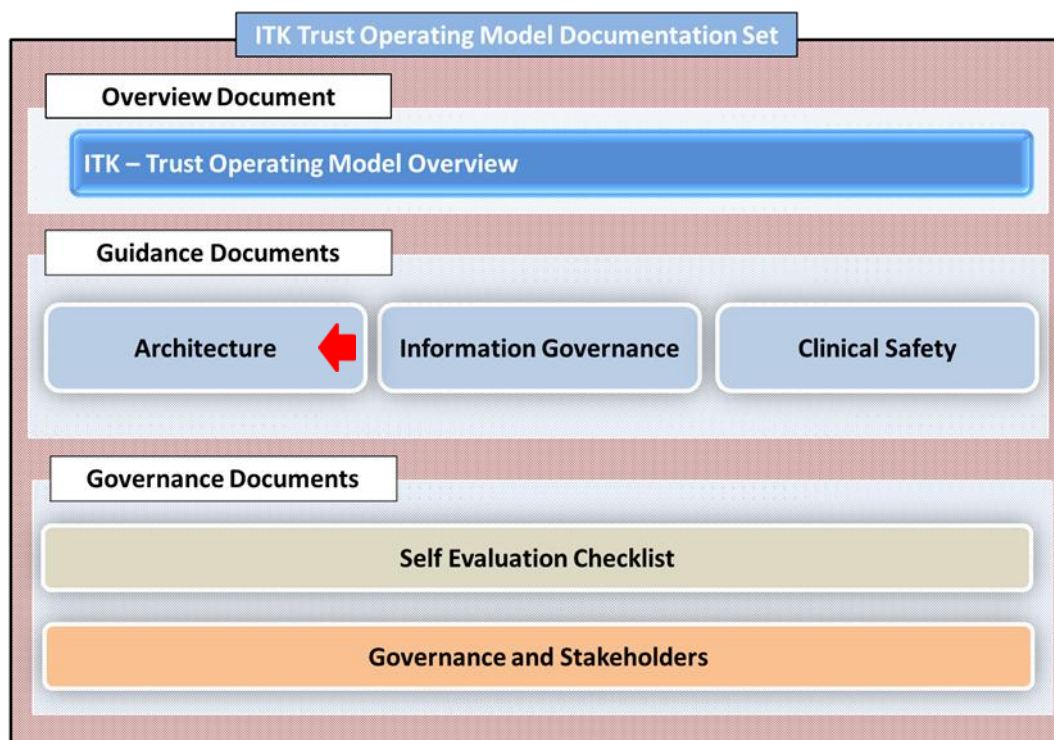 ITK Trust Operating Model Documentation Set
Overview Document
ITK – Trust Operating Model Overview
Guidance Documents
Architecture
Information Governance
Clinical Safety
Governance Documents
Self Evaluation Checklist
Governance and Stakeholders